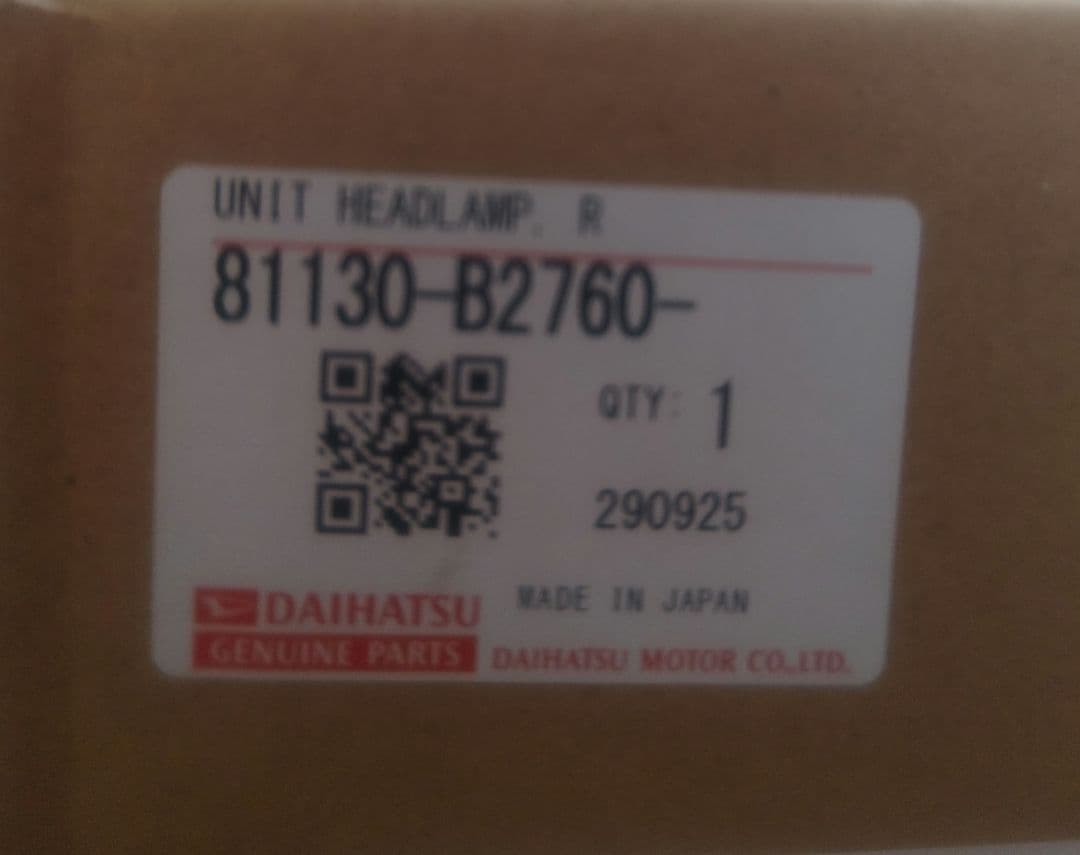 UNIT HEADLAMP, R
81130-B2760-
QTY: 1
290925
MADE IN JAPAN
DAIHATSU
GENUINE PARTS
DAIHATSU MOTOR CO.,LTD.